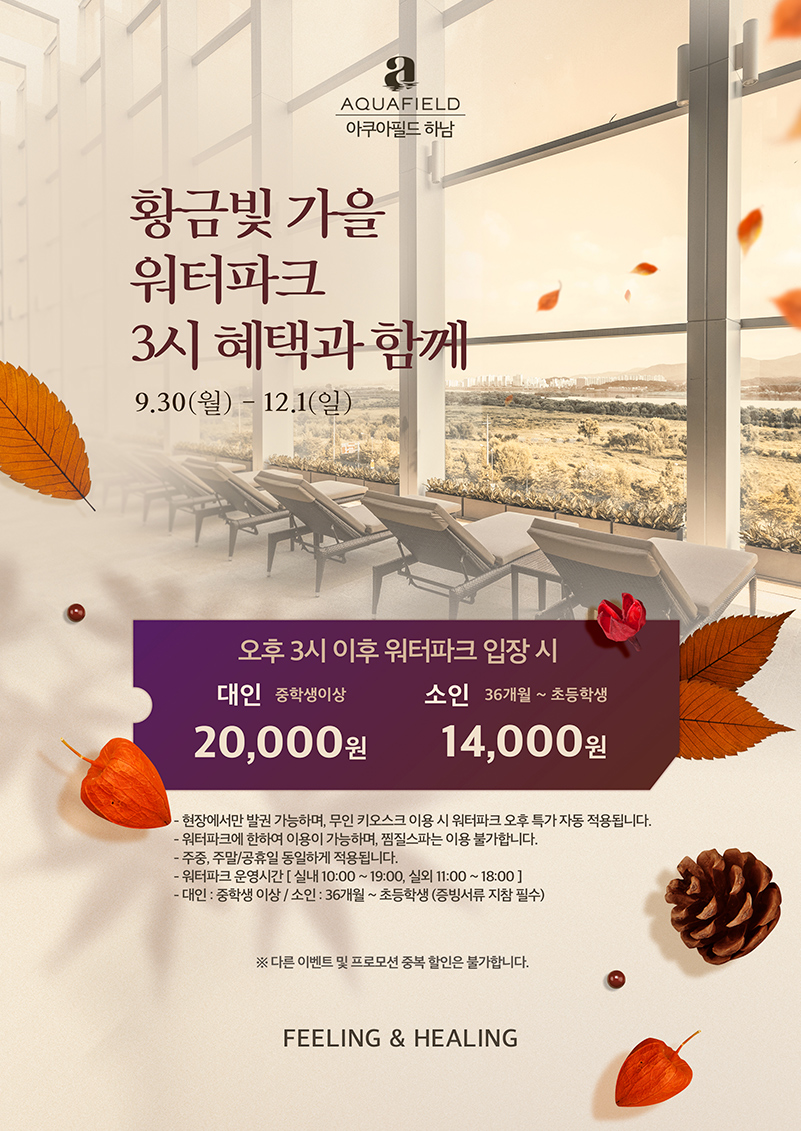 a
AQUAFIELD
아쿠아필드 하남
황금빛 가을
워터파크
3시 혜택과 함께
9.30(월) - 12.1(일)
오후 3시 이후 워터파크 입장 시
대인 중학생이상
20,000원
소인 36개월 ~ 초등학생
14,000원
- 현장에서만 발권 가능하며, 무인 키오스크 이용 시 워터파크 오후 특가 자동 적용됩니다.
- 워터파크에 한하여 이용이 가능하며, 찜질스파는 이용 불가합니다.
- 주중, 주말/공휴일 동일하게 적용됩니다.
- 워터파크 운영시간 [ 실내 10:00 ~ 19:00, 실외 11:00 ~ 18:00 ]
- 대인 : 중학생 이상 / 소인 : 36개월 ~ 초등학생 (증빙서류 지참 필수)
※ 다른 이벤트 및 프로모션 중복 할인은 불가합니다.
FEELING & HEALING